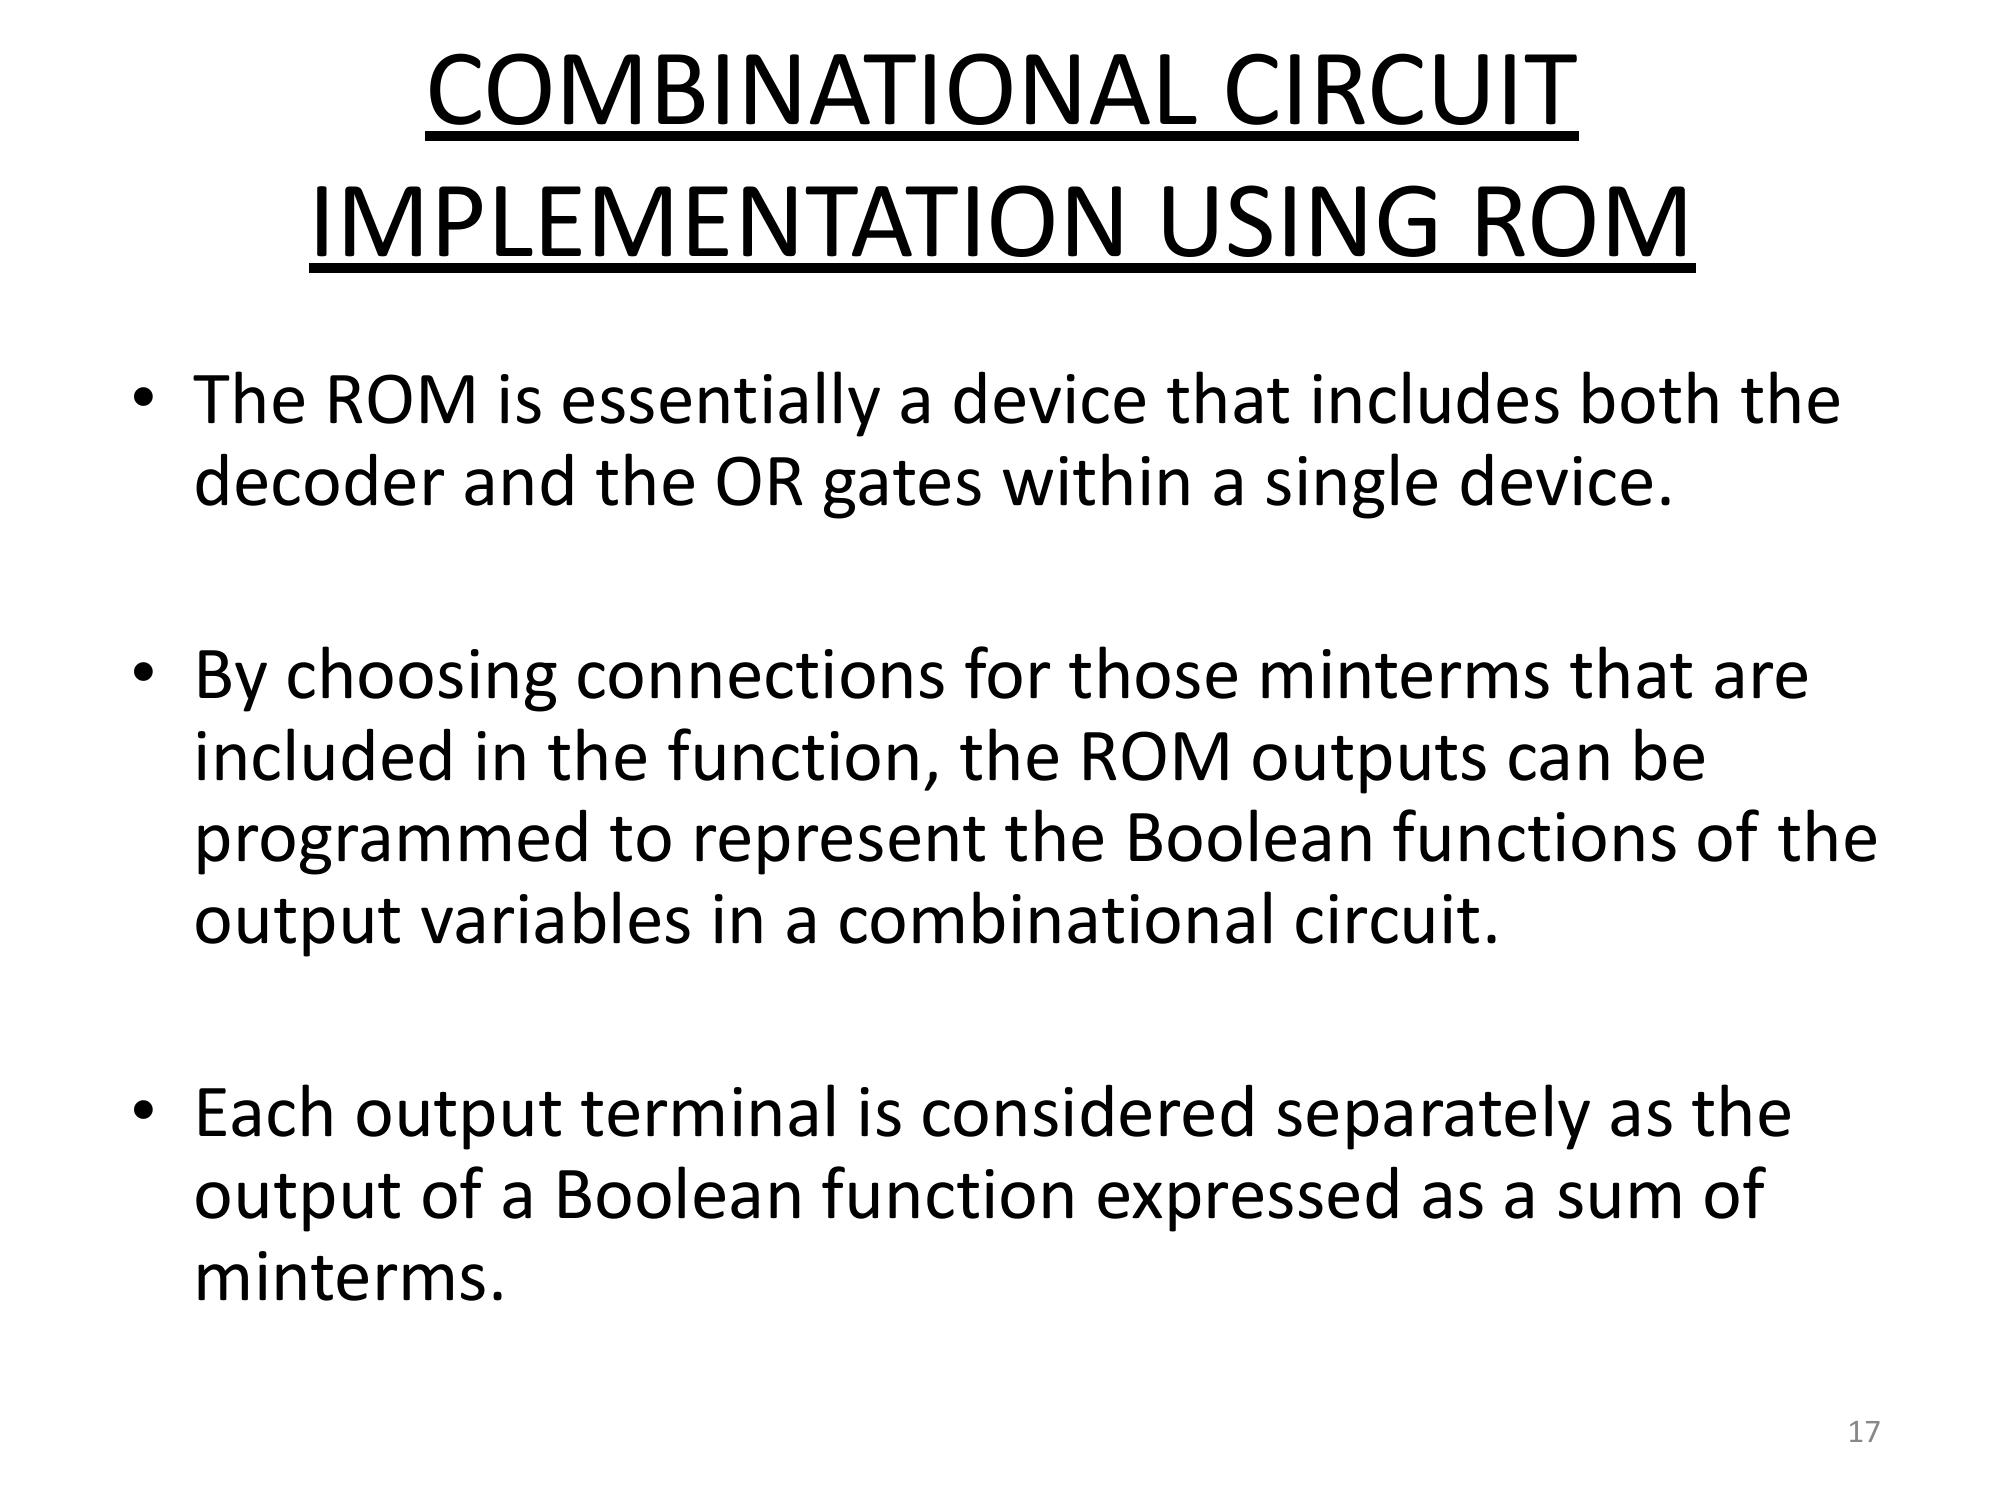 COMBINATIONAL CIRCUIT
IMPLEMENTATION USING ROM
• The ROM is essentially a device that includes both the
decoder and the OR gates within a single device.
• By choosing connections for those minterms that are
included in the function, the ROM outputs can be
programmed to represent the Boolean functions of the
output variables in a combinational circuit.
• Each output terminal is considered separately as the
output of a Boolean function expressed as a sum of
minterms.
17